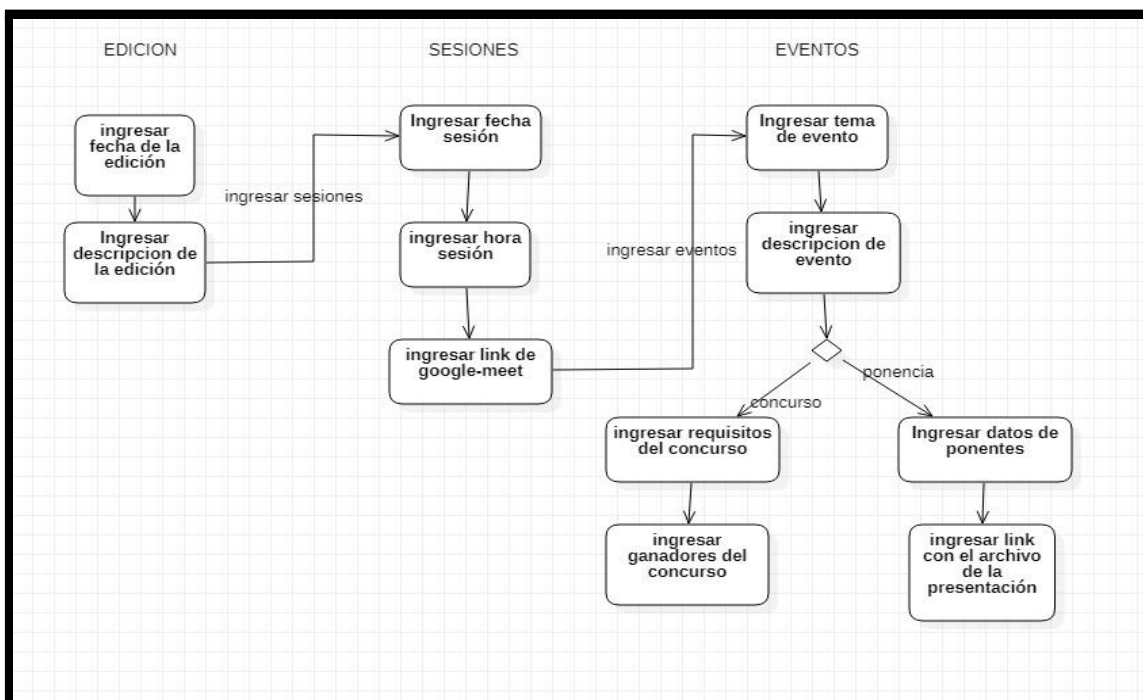 EDICION
SESIONES
EVENTOS
ingresar
fecha de la
edición
Ingresar
descripcion de
la edición
ingresar sesiones
Ingresar fecha
sesión
ingresar hora
sesión
ingresar link de
google-meet
ingresar eventos
Ingresar tema
de evento
ingresar
descripcion de
evento
concurso
ponencia
ingresar requisitos
del concurso
ingresar
ganadores del
concurso
Ingresar datos de
ponentes
ingresar link
con el archivo
de la
presentación